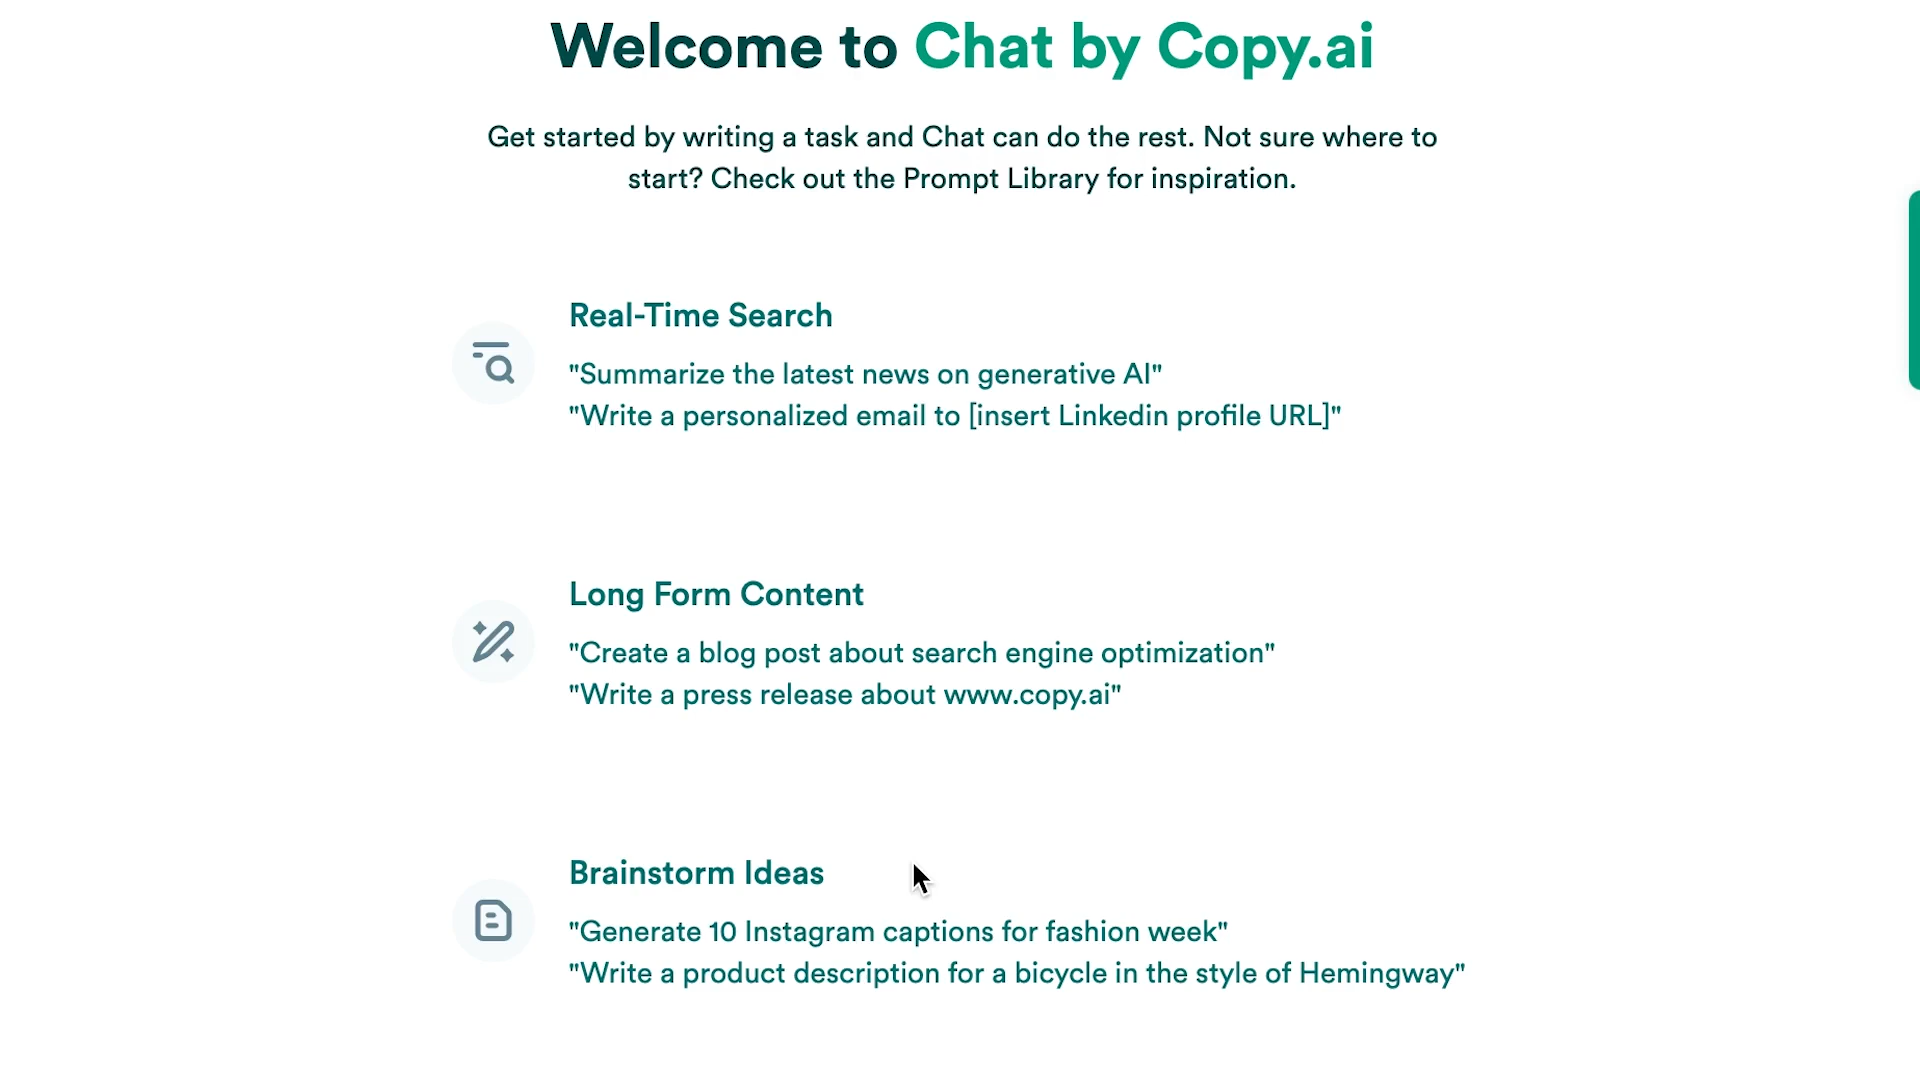 Welcome to Chat by Copy.ai
Get started by writing a task and Chat can do the rest. Not sure where to
start? Check out the Prompt Library for inspiration.
Real-Time Search
"Summarize the latest news on generative AI"
"Write a personalized email to [insert Linkedin profile URL]"
Long Form Content
"Create a blog post about search engine optimization"
"Write a press release about www.copy.ai"
Brainstorm Ideas
"Generate 10 Instagram captions for fashion week"
"Write a product description for a bicycle in the style of Hemingway"